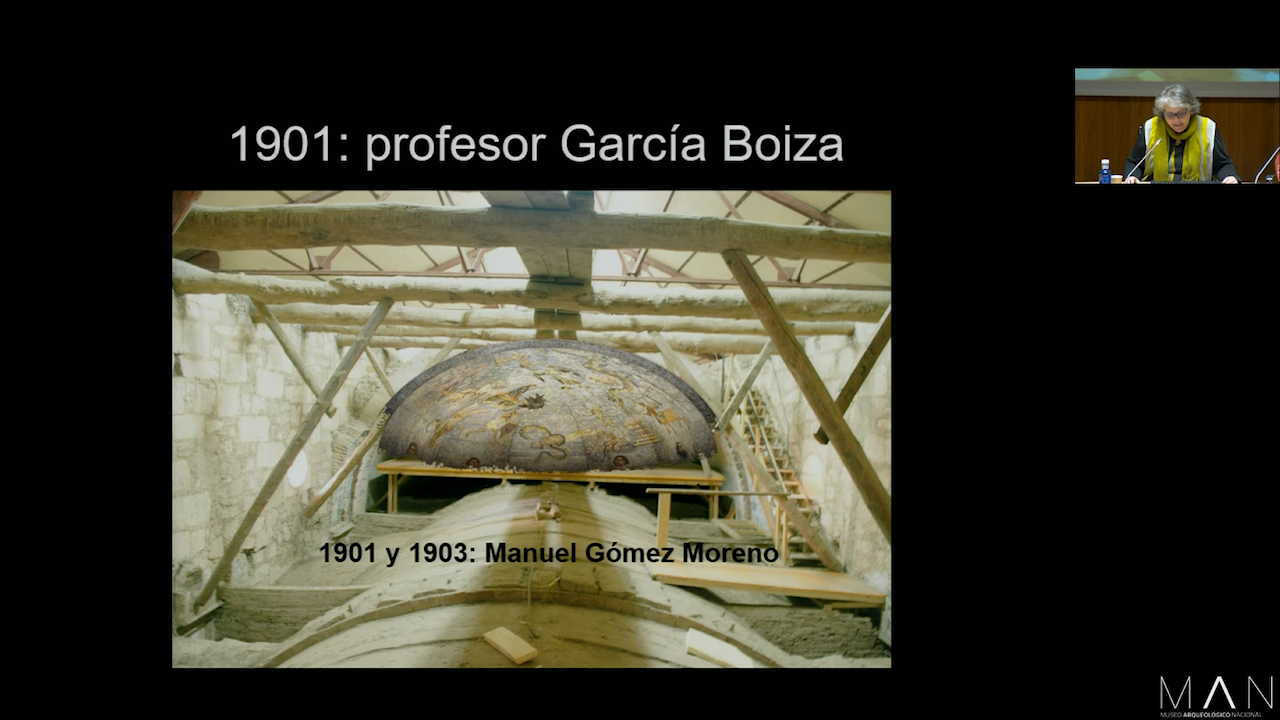 1901: profesor García Boiza
1901 y 1903: Manuel Gómez Moreno
MAN
MUSEO ARQUEOLÓGICO NACIONAL